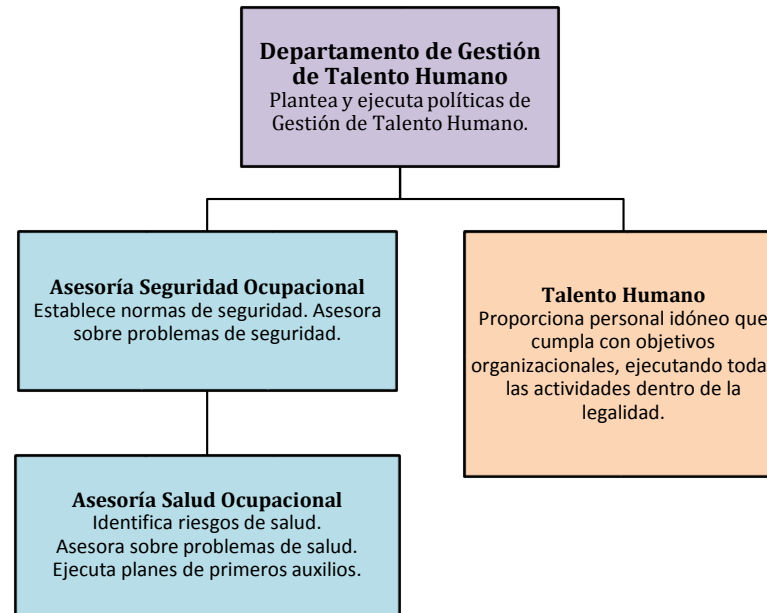 Departamento de Gestión
de Talento Humano
Plantea y ejecuta políticas de
Gestión de Talento Humano.
Asesoría Seguridad Ocupacional
Establece normas de seguridad. Asesora
sobre problemas de seguridad.
Talento Humano
Proporciona personal idóneo que
cumpla con objetivos
organizacionales, ejecutando toda
las actividades dentro de la
legalidad.
Asesoría Salud Ocupacional
Identifica riesgos de salud.
Asesora sobre problemas de salud.
Ejecuta planes de primeros auxilios.